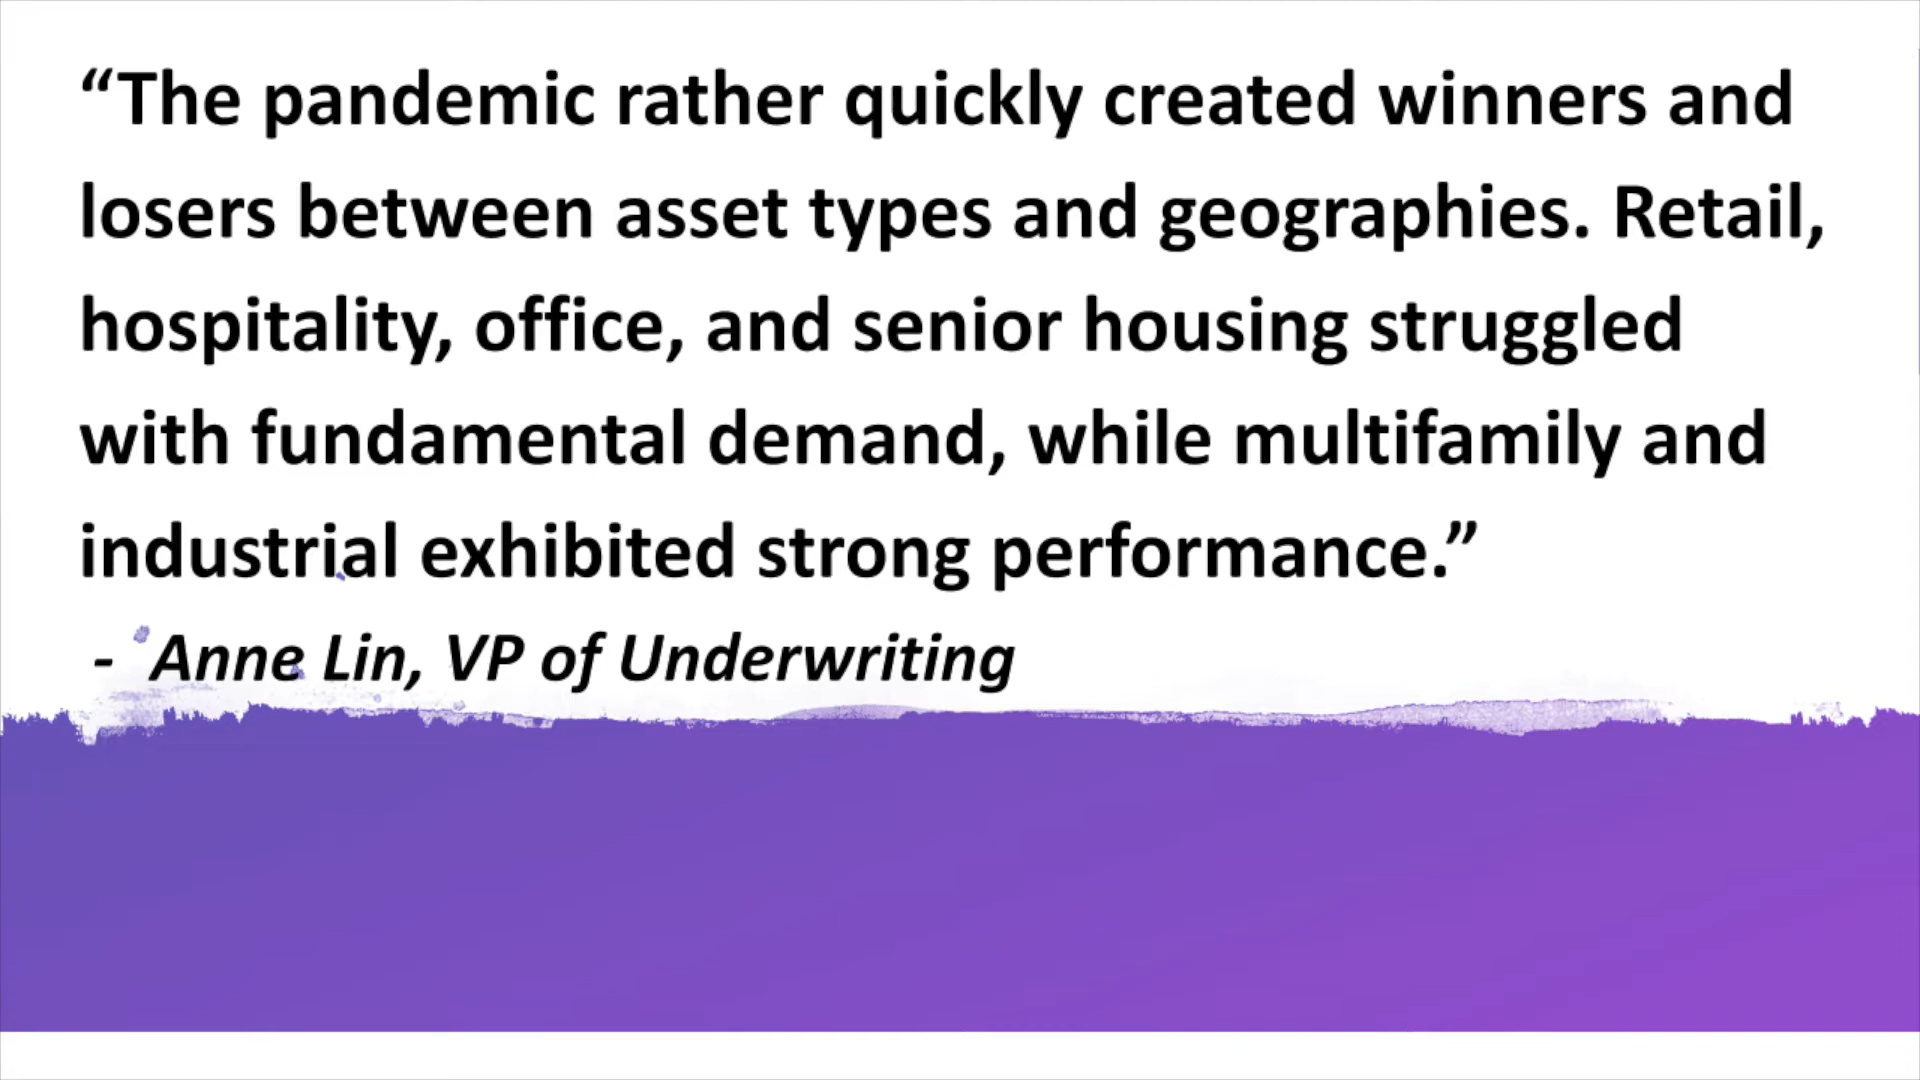 “The pandemic rather quickly created winners and
losers between asset types and geographies. Retail,
hospitality, office, and senior housing struggled
with fundamental demand, while multifamily and
industrial exhibited strong performance.”
- Anne Lin, VP of Underwriting